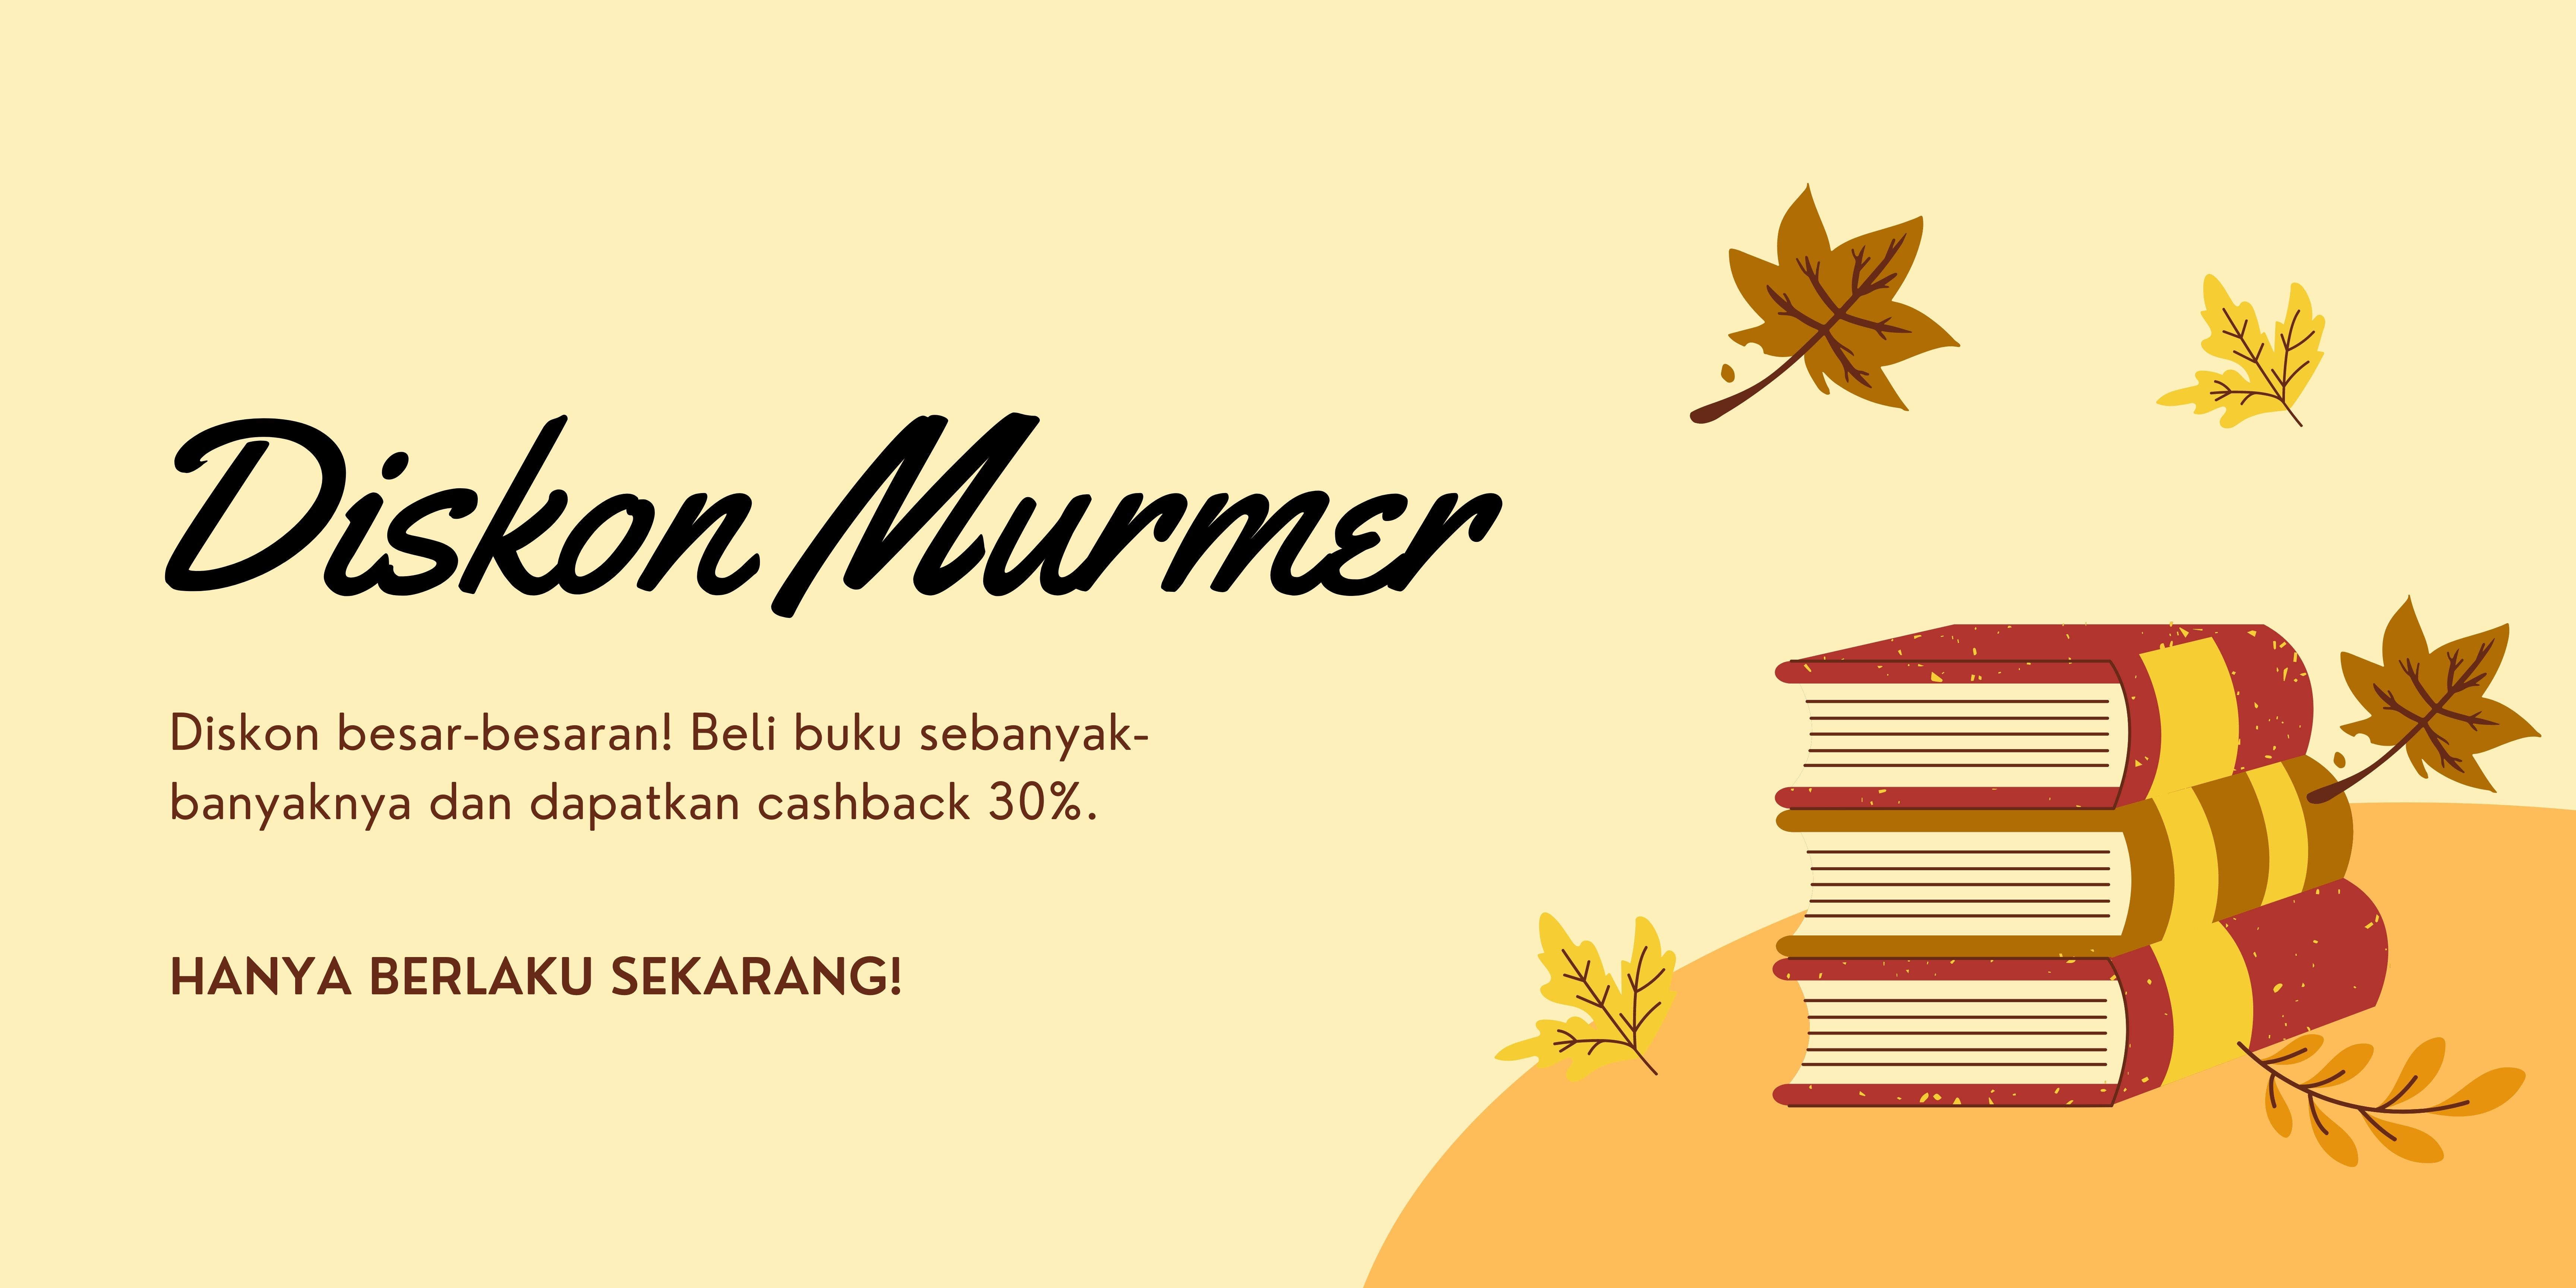 Diskon Murmer
Diskon besar-besaran! Beli buku sebanyak-
banyaknya dan dapatkan cashback 30%.
HANYA BERLAKU SEKARANG!